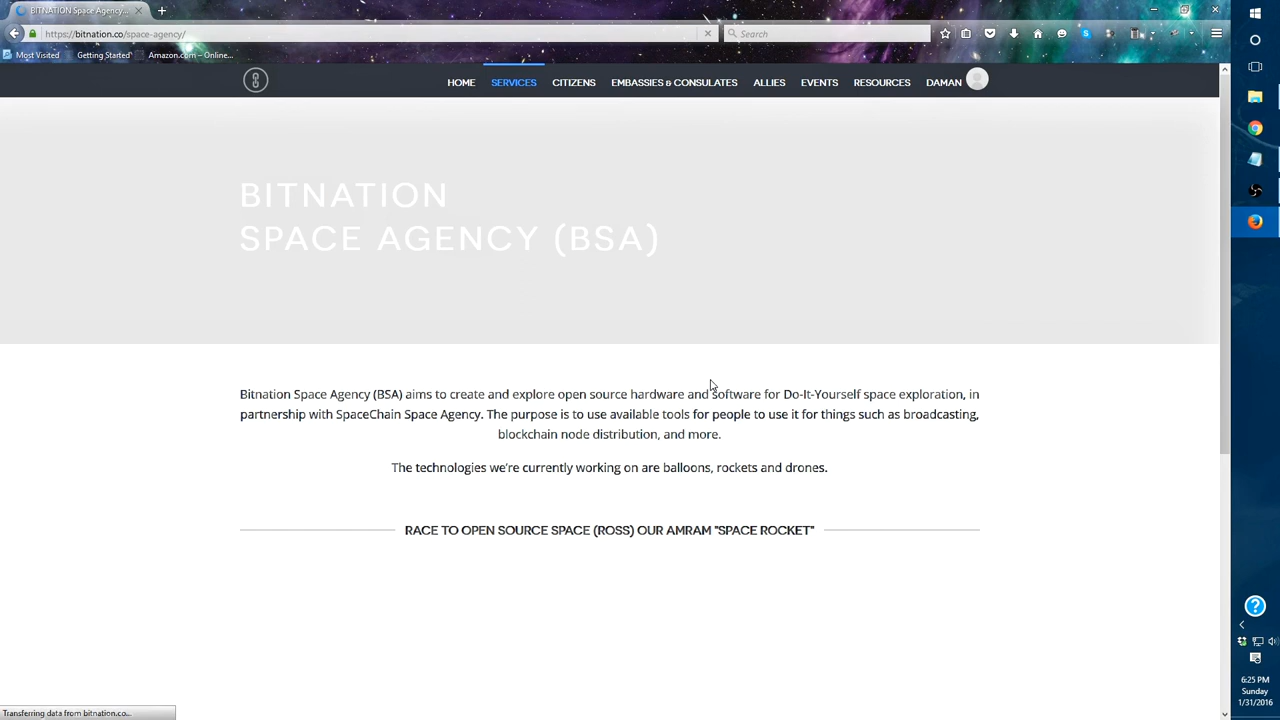 BITNATION Space Agency...
https://bitnation.co/space-agency/
Search
Most Visited
Getting Started
Amazon.com – Online...
HOME
SERVICES
CITIZENS
EMBASSIES & CONSULATES
ALLIES
EVENTS
RESOURCES
DAMAN
BITNATION
SPACE AGENCY (BSA)
Bitnation Space Agency (BSA) aims to create and explore open source hardware and software for Do-It-Yourself space exploration, in
partnership with SpaceChain Space Agency. The purpose is to use available tools for people to use it for things such as broadcasting,
blockchain node distribution, and more.
The technologies we're currently working on are balloons, rockets and drones.
RACE TO OPEN SOURCE SPACE (ROSS) OUR AMRAM "SPACE ROCKET"
Transferring data from bitnation.co...
6:25 PM
Sunday
1/31/2016